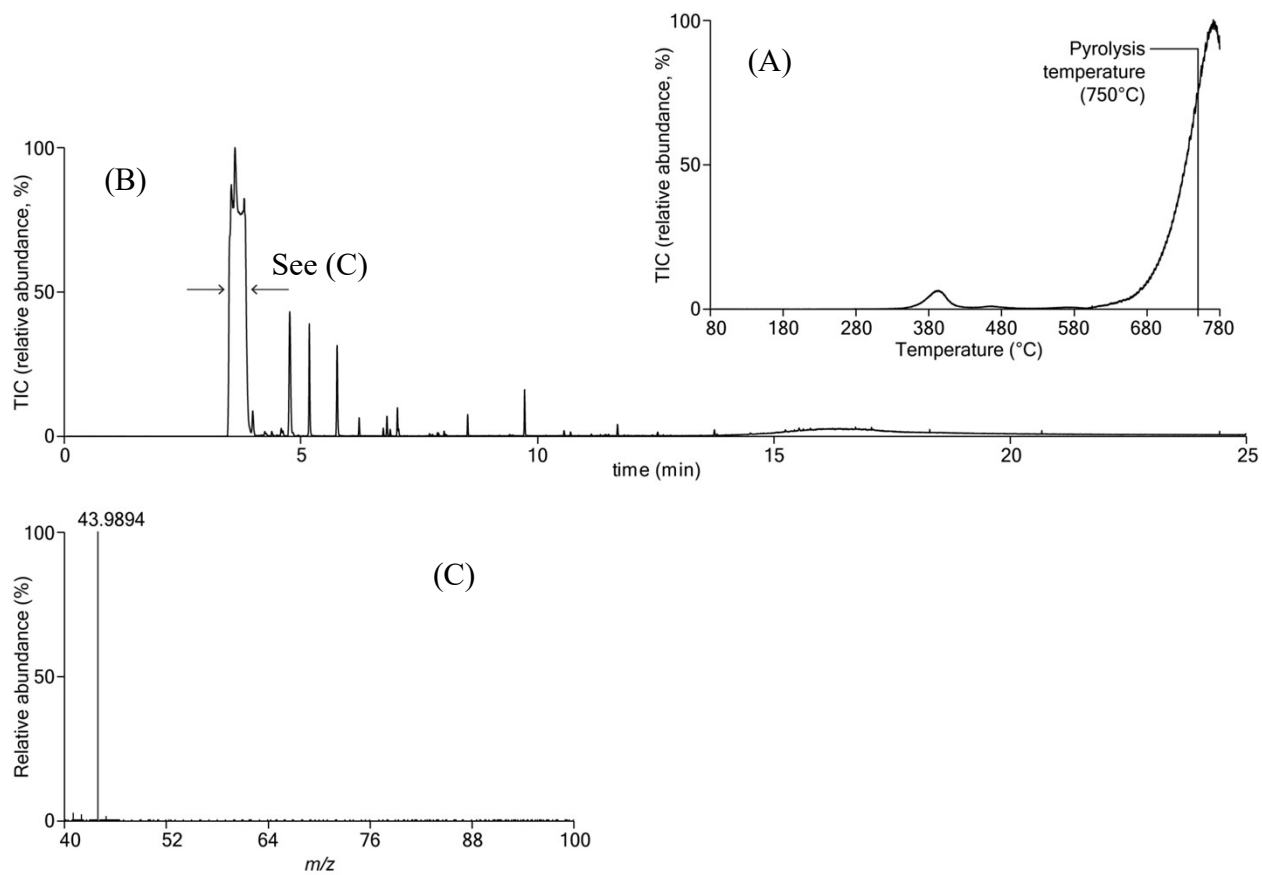 (A)
TIC (relative abundance, %)
100
50
0
Pyrolysis
temperature
(750°C)
80 180 280 380 480 580 680 780
Temperature (°C)
(B)
TIC (relative abundance, %)
100
50
0
See (C)
0 5 10 15 20 25
time (min)
(C)
Relative abundance (%)
100
50
0
43.9894
40 52 64 76 88 100
m/z